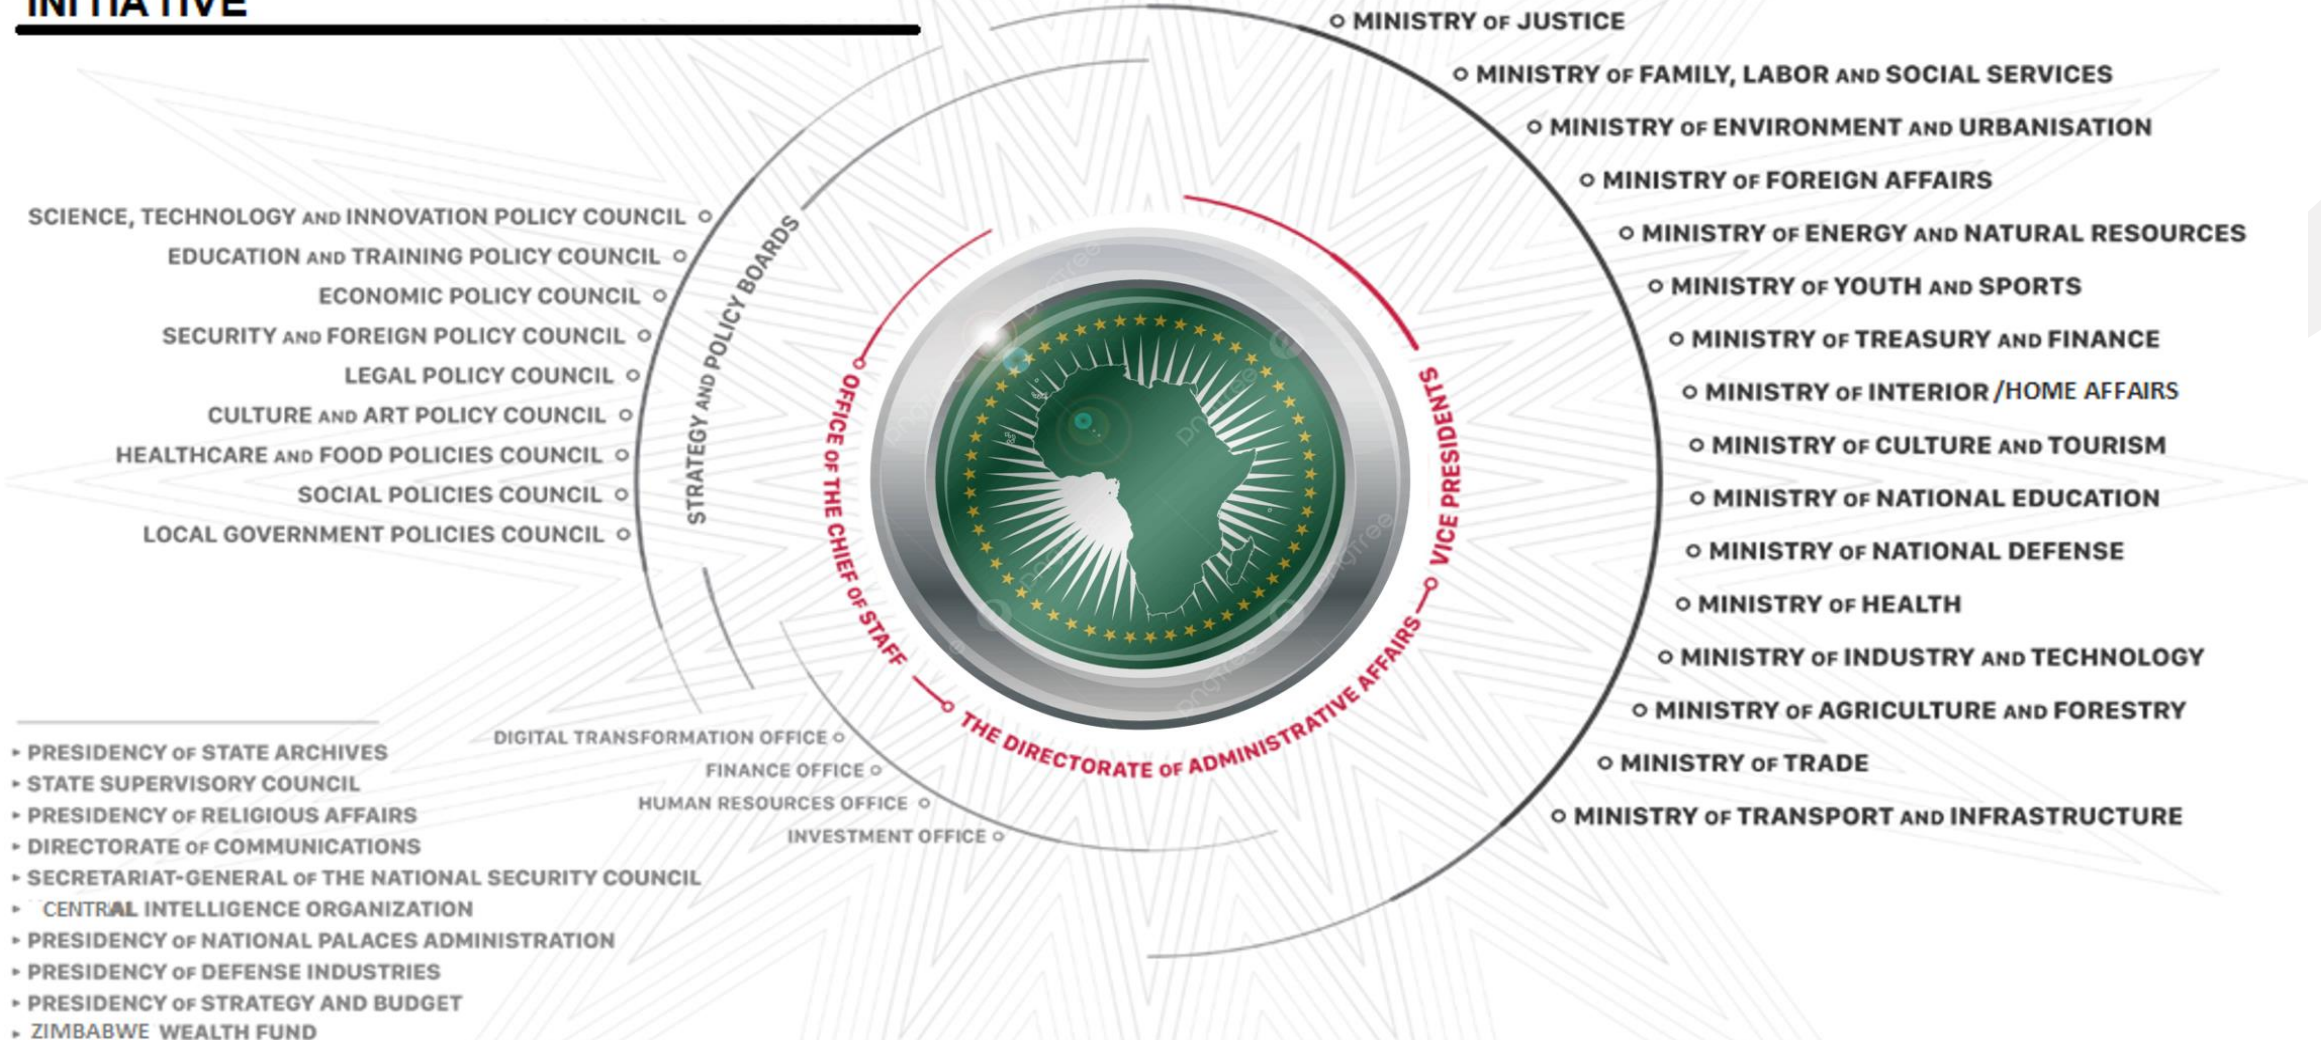 INITIATIVE
MINISTRY OF JUSTICE
MINISTRY OF FAMILY, LABOR AND SOCIAL SERVICES
MINISTRY OF ENVIRONMENT AND URBANISATION
MINISTRY OF FOREIGN AFFAIRS
MINISTRY OF ENERGY AND NATURAL RESOURCES
MINISTRY OF YOUTH AND SPORTS
MINISTRY OF TREASURY AND FINANCE
MINISTRY OF INTERIOR /HOME AFFAIRS
MINISTRY OF CULTURE AND TOURISM
MINISTRY OF NATIONAL EDUCATION
MINISTRY OF NATIONAL DEFENSE
MINISTRY OF HEALTH
MINISTRY OF INDUSTRY AND TECHNOLOGY
MINISTRY OF AGRICULTURE AND FORESTRY
MINISTRY OF TRADE
MINISTRY OF TRANSPORT AND INFRASTRUCTURE
SCIENCE, TECHNOLOGY AND INNOVATION POLICY COUNCIL
EDUCATION AND TRAINING POLICY COUNCIL
ECONOMIC POLICY COUNCIL
SECURITY AND FOREIGN POLICY COUNCIL
LEGAL POLICY COUNCIL
CULTURE AND ART POLICY COUNCIL
HEALTHCARE AND FOOD POLICIES COUNCIL
SOCIAL POLICIES COUNCIL
LOCAL GOVERNMENT POLICIES COUNCIL
STRATEGY AND POLICY BOARDS
OFFICE OF THE CHIEF OF STAFF
THE DIRECTORATE OF ADMINISTRATIVE AFFAIRS
VICE PRESIDENTS
DIGITAL TRANSFORMATION OFFICE
FINANCE OFFICE
HUMAN RESOURCES OFFICE
INVESTMENT OFFICE
PRESIDENCY OF STATE ARCHIVES
STATE SUPERVISORY COUNCIL
PRESIDENCY OF RELIGIOUS AFFAIRS
DIRECTORATE OF COMMUNICATIONS
SECRETARIAT-GENERAL OF THE NATIONAL SECURITY COUNCIL
CENTRAL INTELLIGENCE ORGANIZATION
PRESIDENCY OF NATIONAL PALACES ADMINISTRATION
PRESIDENCY OF DEFENSE INDUSTRIES
PRESIDENCY OF STRATEGY AND BUDGET
ZIMBABWE WEALTH FUND
pngtree
pngtree
pngtree
pngtree